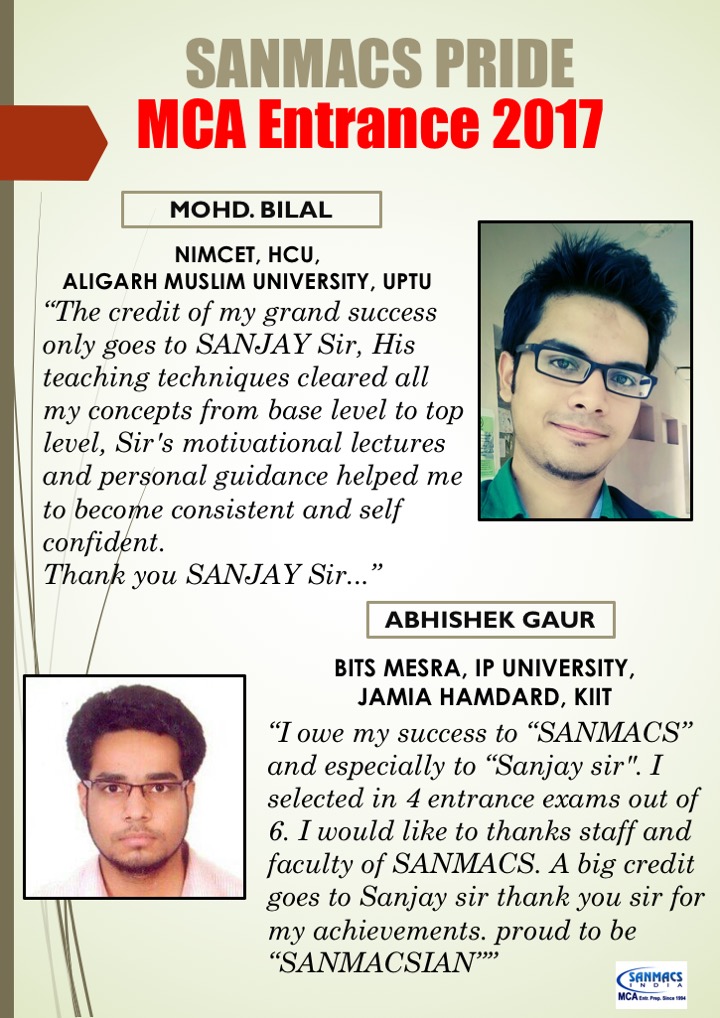 SANMACS PRIDE
MCA Entrance 2017
MOHD. BILAL
NIMCET, HCU,
ALIGARH MUSLIM UNIVERSITY, UPTU
“The credit of my grand success
only goes to SANJAY Sir, His
teaching techniques cleared all
my concepts from base level to top
level, Sir's motivational lectures
and personal guidance helped me
to become consistent and self
confident.
Thank you SANJAY Sir...”
ABHISHEK GAUR
BITS MESRA, IP UNIVERSITY,
JAMIA HAMDARD, KIIT
“I owe my success to “SANMACS”
and especially to “Sanjay sir". I
selected in 4 entrance exams out of
6. I would like to thanks staff and
faculty of SANMACS. A big credit
goes to Sanjay sir thank you sir for
my achievements. proud to be
“SANMACSIAN””
SANMACS
INDIA
MCA Entr. Prep. Since 1994